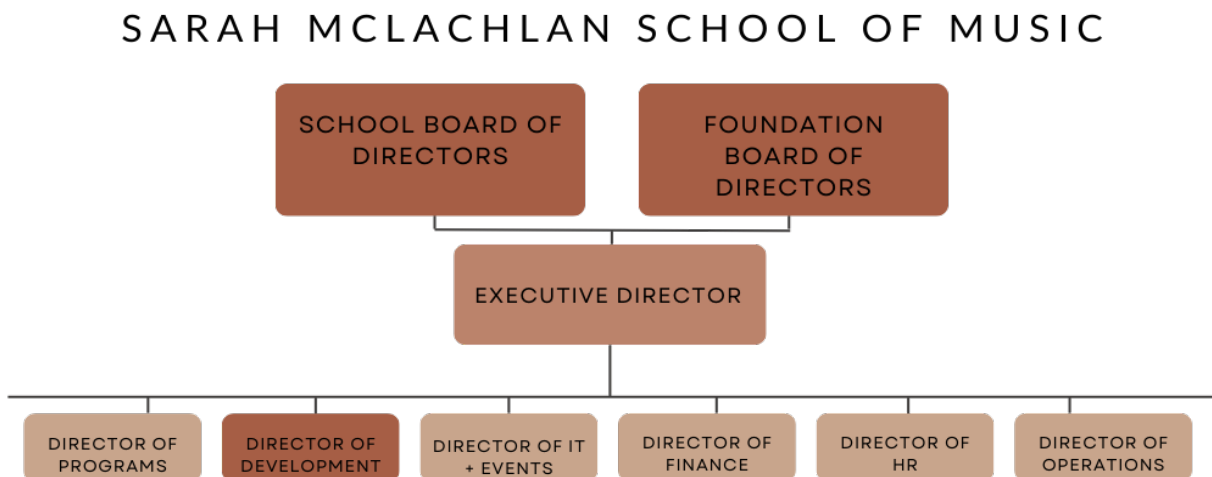 SARAH MCLACHLAN SCHOOL OF MUSIC
SCHOOL BOARD OF
DIRECTORS
FOUNDATION
BOARD OF
DIRECTORS
EXECUTIVE DIRECTOR
DIRECTOR OF
PROGRAMS
DIRECTOR OF
DEVELOPMENT
DIRECTOR OF IT
+ EVENTS
DIRECTOR OF
FINANCE
DIRECTOR OF
HR
DIRECTOR OF
OPERATIONS